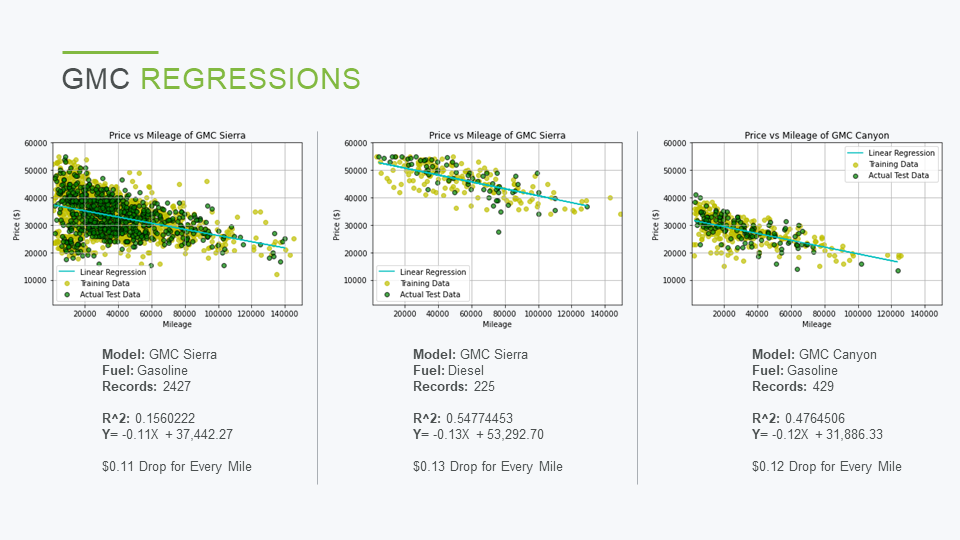 GMC REGRESSIONS
Price vs Mileage of GMC Sierra
60000
50000
40000
30000
20000
10000
Price ($)
Linear Regression
Training Data
Actual Test Data
20000 40000 60000 80000 100000 120000 140000
Mileage
Model: GMC Sierra
Fuel: Gasoline
Records: 2427
R^2: 0.1560222
Y= -0.11X + 37,442.27
$0.11 Drop for Every Mile
Price vs Mileage of GMC Sierra
60000
50000
40000
30000
20000
10000
Price ($)
Linear Regression
Training Data
Actual Test Data
20000 40000 60000 80000 100000 120000 140000
Mileage
Model: GMC Sierra
Fuel: Diesel
Records: 225
R^2: 0.54774453
Y= -0.13X + 53,292.70
$0.13 Drop for Every Mile
Price vs Mileage of GMC Canyon
60000
50000
40000
30000
20000
10000
Price ($)
Linear Regression
Training Data
Actual Test Data
20000 40000 60000 80000 100000 120000 140000
Mileage
Model: GMC Canyon
Fuel: Gasoline
Records: 429
R^2: 0.4764506
Y= -0.12X + 31,886.33
$0.12 Drop for Every Mile